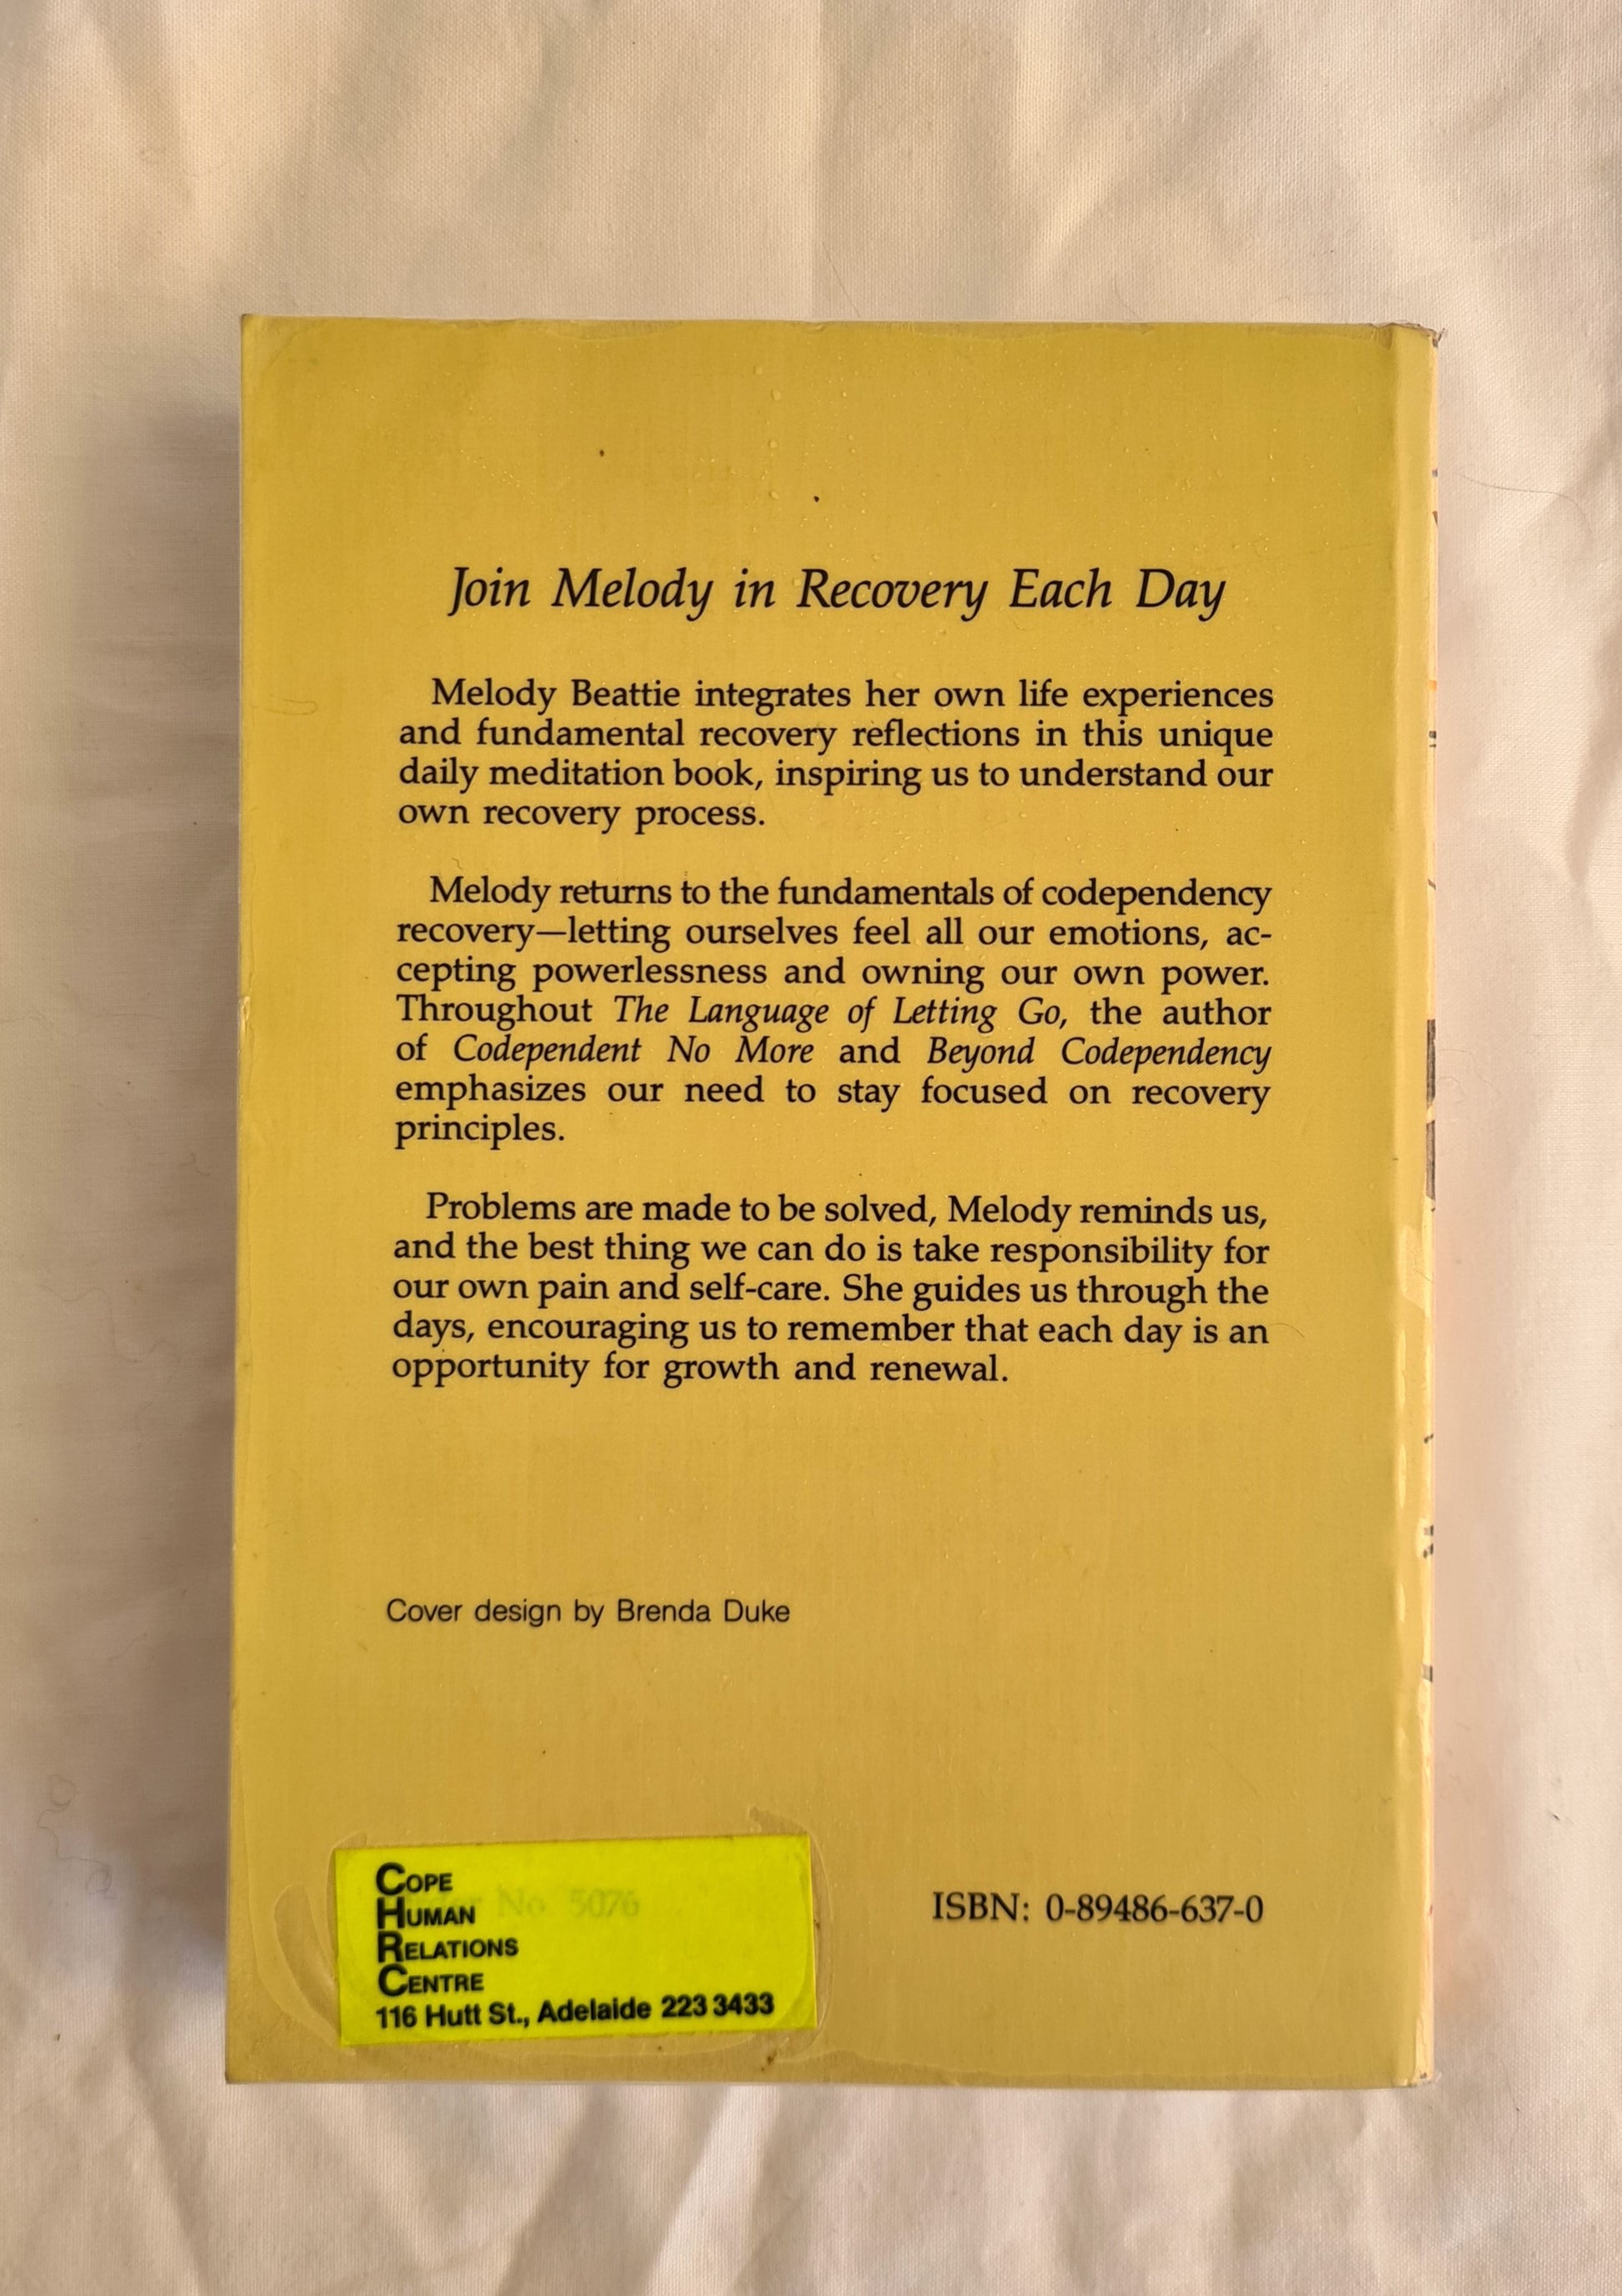 Join Melody in Recovery Each Day
Melody Beattie integrates her own life experiences
and fundamental recovery reflections in this unique
daily meditation book, inspiring us to understand our
own recovery process.
Melody returns to the fundamentals of codependency
recovery—letting ourselves feel all our emotions, ac-
cepting powerlessness and owning our own power.
Throughout The Language of Letting Go, the author
of Codependent No More and Beyond Codependency
emphasizes our need to stay focused on recovery
principles.
Problems are made to be solved, Melody reminds us,
and the best thing we can do is take responsibility for
our own pain and self-care. She guides us through the
days, encouraging us to remember that each day is an
opportunity for growth and renewal.
Cover design by Brenda Duke
COPE
HUMAN
RELATIONS
CENTRE
116 Hutt St., Adelaide 223 3433
No 5076
ISBN: 0-89486-637-0